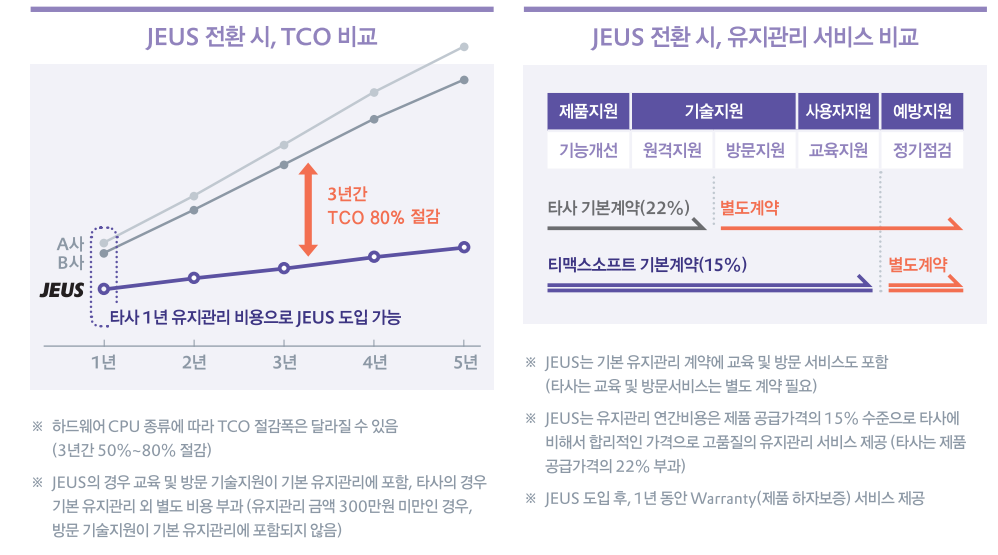 JEUS 전환 시, TCO 비교
A사
B사
JEUS
3년간
TCO 80% 절감
타사 1년 유지관리 비용으로 JEUS 도입 가능
1년 2년 3년 4년 5년
※ 하드웨어 CPU 종류에 따라 TCO 절감폭은 달라질 수 있음
(3년간 50%~80% 절감)
※ JEUS의 경우 교육 및 방문 기술지원이 기본 유지관리에 포함, 타사의 경우
기본 유지관리 외 별도 비용 부과 (유지관리 금액 300만원 미만인 경우,
방문 기술지원이 기본 유지관리에 포함되지 않음)
JEUS 전환 시, 유지관리 서비스 비교
제품지원 기술지원 사용자지원 예방지원
기능개선 원격지원 방문지원 교육지원 정기점검
타사 기본계약(22%) 별도계약
티맥스소프트 기본계약(15%) 별도계약
※ JEUS는 기본 유지관리 계약에 교육 및 방문 서비스도 포함
(타사는 교육 및 방문서비스는 별도 계약 필요)
※ JEUS는 유지관리 연간비용은 제품 공급가격의 15% 수준으로 타사에
비해서 합리적인 가격으로 고품질의 유지관리 서비스 제공 (타사는 제품
공급가격의 22% 부과)
※ JEUS 도입 후, 1년 동안 Warranty(제품 하자보증) 서비스 제공